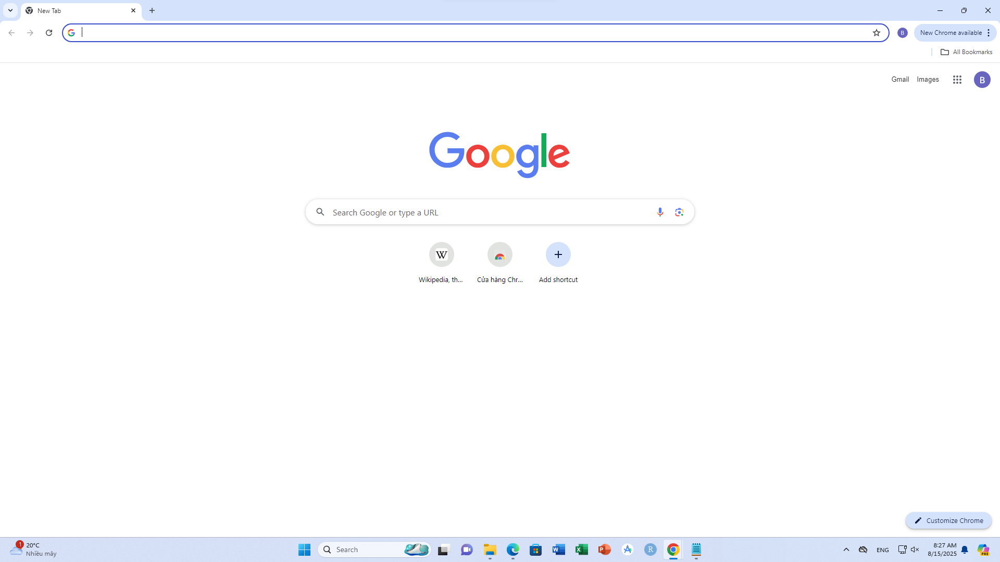 New Tab
New Chrome available
All Bookmarks
Gmail Images
B
B
Google
Search Google or type a URL
W
Wikipedia, th...
Cửa hàng Chr...
Add shortcut
Customize Chrome
1
20°C
Nhiều mây
Search
ENG
8:27 AM
8/15/2025
PRE